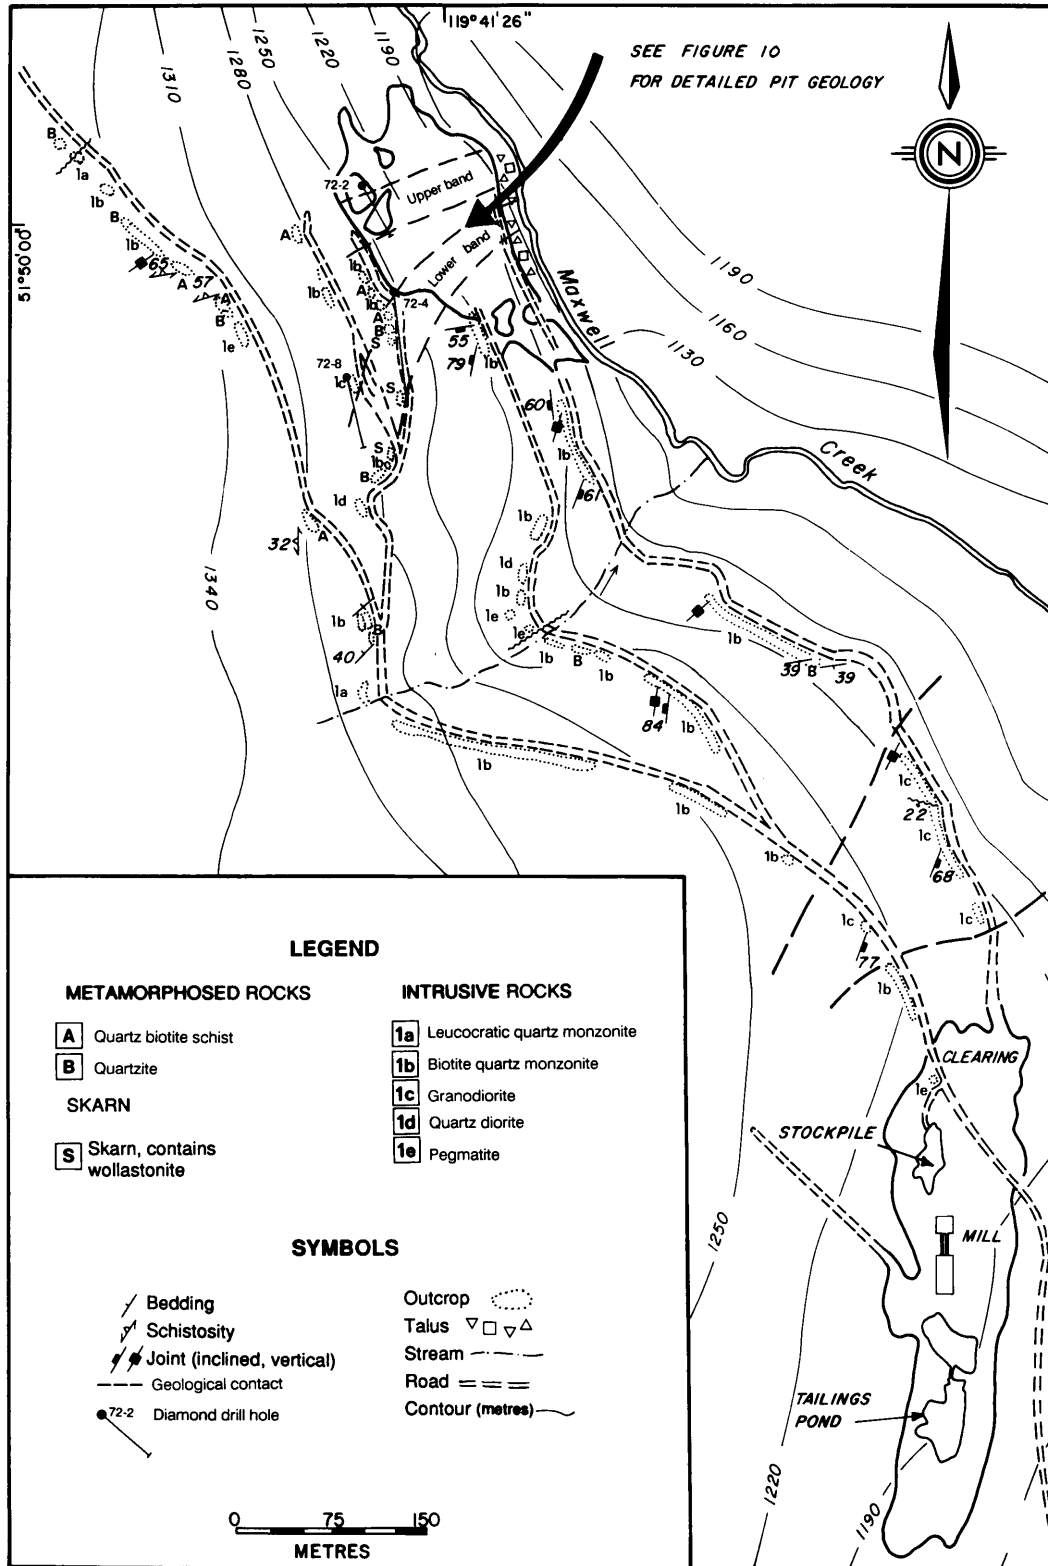 119°41'26"
SEE FIGURE 10
FOR DETAILED PIT GEOLOGY
1310
1280
1250
1220
1190
N
51°50'00"
B
1a
1b
B
1b
65
57
A
A
B
1e
72-2
Upper band
Lower band
A
1b
1b
A
1b
72-4
A
B
S
72-8
1c
S
S
1b
B
55
79
1b
Maxwell
Creek
1190
1160
1130
60
1b
61
1d
1b
32
A
1340
1d
1b
1e
1e
1b
B
40
1a
1b
B
1b
1b
39
B
39
84
1b
1b
1b
1c
22
1c
68
1b
1c
1c
77
1b
CLEARING
1e
STOCKPILE
MILL
1250
TAILINGS
POND
1220
1190
LEGEND
METAMORPHOSED ROCKS
A Quartz biotite schist
B Quartzite
SKARN
S Skarn, contains
wollastonite
INTRUSIVE ROCKS
1a Leucocratic quartz monzonite
1b Biotite quartz monzonite
1c Granodiorite
1d Quartz diorite
1e Pegmatite
SYMBOLS
Bedding
Schistosity
Joint (inclined, vertical)
Geological contact
72-2 Diamond drill hole
Outcrop
Talus
Stream
Road
Contour (metres)
0 75 150
METRES